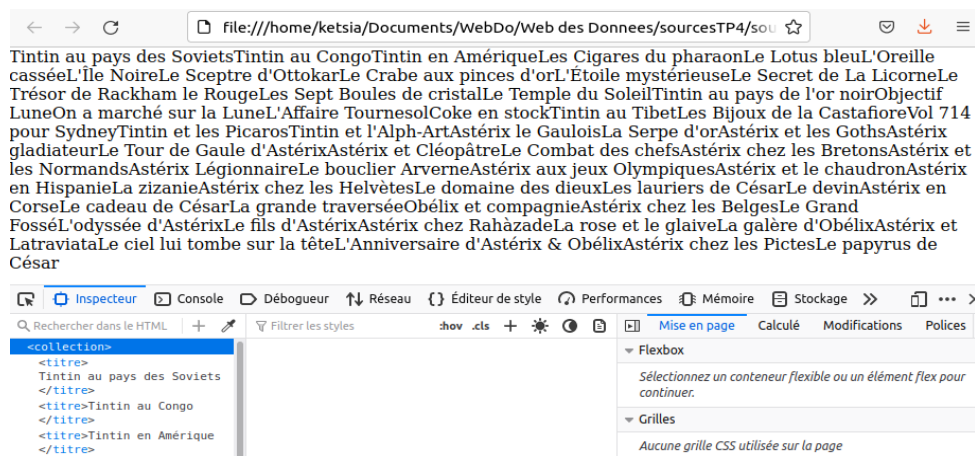 file:///home/ketsia/Documents/WebDo/Web des Donnees/sourcesTP4/sou
Tintin au pays des SovietsTintin au CongoTintin en AmériqueLes Cigares du pharaonLe Lotus bleuL'Oreille
casséeL'Île NoireLe Sceptre d'OttokarLe Crabe aux pinces d'orL'Étoile mystérieuseLe Secret de La LicorneLe
Trésor de Rackham le RougeLes Sept Boules de cristalLe Temple du SoleilTintin au pays de l'or noirObjectif
LuneOn a marché sur la LuneL'Affaire TournesolCoke en stockTintin au TibetLes Bijoux de la CastafioreVol 714
pour SydneyTintin et les PicarosTintin et l'Alph-ArtAstérix le GauloisLa Serpe d'orAstérix et les GothsAstérix
gladiateurLe Tour de Gaule d'AstérixAstérix et CléopâtreLe Combat des chefsAstérix chez les BretonsAstérix et
les NormandsAstérix LégionnaireLe bouclier ArverneAstérix aux jeux OlympiquesAstérix et le chaudronAstérix
en HispanieLa zizanieAstérix chez les HelvètesLe domaine des dieuxLes lauriers de CésarLe devinAstérix en
CorseLe cadeau de CésarLa grande traverséeObélix et compagnieAstérix chez les BelgesLe Grand
FosséL'odyssée d'AstérixLe fils d'AstérixAstérix chez RahàzadeLa rose et le glaiveLa galère d'ObélixAstérix et
LatraviataLe ciel lui tombe sur la têteL'Anniversaire d'Astérix & ObélixAstérix chez les PictesLe papyrus de
César
Inspecteur Console Débogueur Réseau {} Éditeur de style Performances Mémoire Stockage
Rechercher dans le HTML + Filtrer les styles :hov .cls + Mise en page Calculé Modifications Polices
<collection>
<titre>
Tintin au pays des Soviets
</titre>
<titre>Tintin au Congo
</titre>
<titre>Tintin en Amérique
</titre>
Flexbox
Sélectionnez un conteneur flexible ou un élément flex pour
continuer.
Grilles
Aucune grille CSS utilisée sur la page